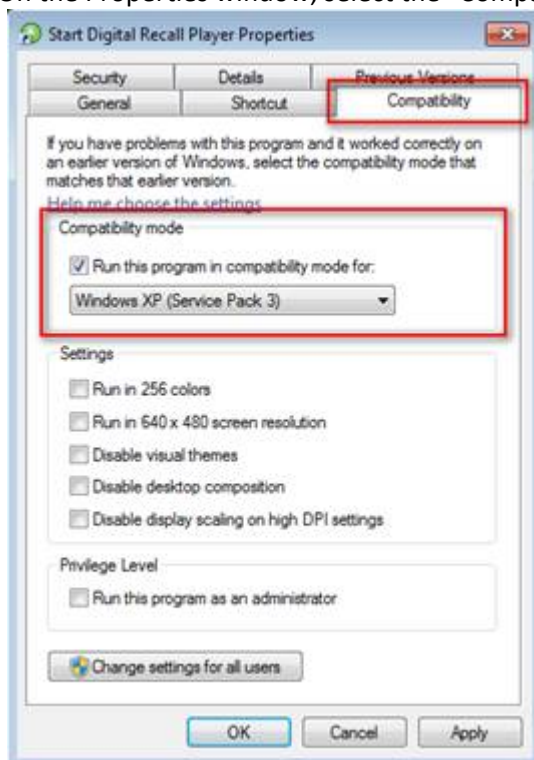 On the Properties window, select the "Compa
Start Digital Recall Player Properties
Security Details Previous Versions
General Shortcut Compatibility
If you have problems with this program and it worked correctly on
an earlier version of Windows, select the compatibility mode that
matches that earlier version.
Help me choose the settings
Compatibility mode
Run this program in compatibility mode for:
Windows XP (Service Pack 3)
Settings
Run in 256 colors
Run in 640 x 480 screen resolution
Disable visual themes
Disable desktop composition
Disable display scaling on high DPI settings
Privilege Level
Run this program as an administrator
Change settings for all users
OK Cancel Apply